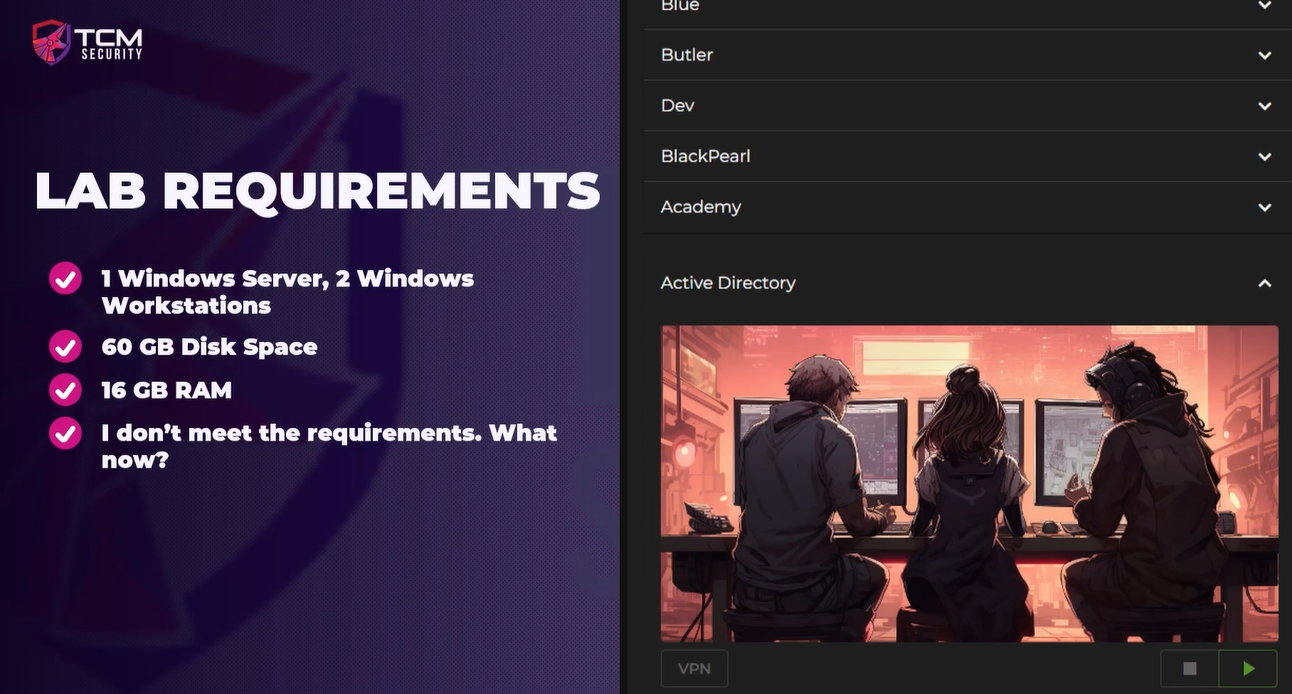 TCM
SECURITY
LAB REQUIREMENTS
1 Windows Server, 2 Windows
Workstations
60 GB Disk Space
16 GB RAM
I don’t meet the requirements. What
now?
Blue
Butler
Dev
BlackPearl
Academy
Active Directory
VPN